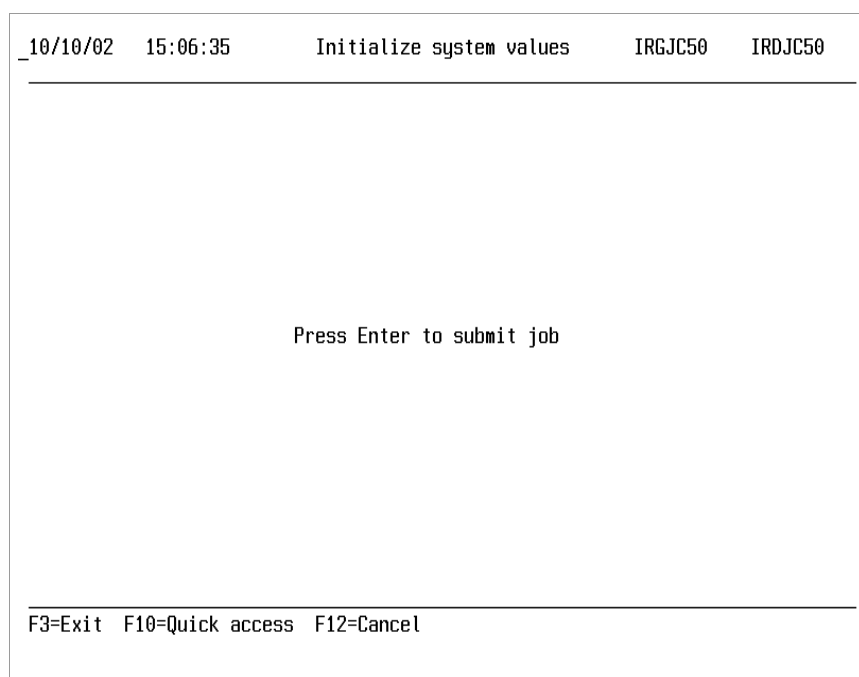 _10/10/02 15:06:35 Initialize system values IRGJC50 IRDJC50
Press Enter to submit job
F3=Exit F10=Quick access F12=Cancel